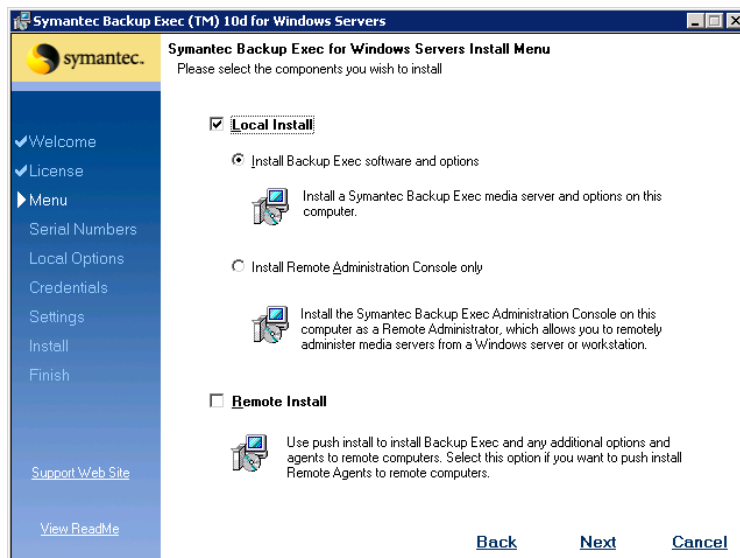 Symantec Backup Exec (TM) 10d for Windows Servers
symantec.
Symantec Backup Exec for Windows Servers Install Menu
Please select the components you wish to install
Welcome
License
Menu
Serial Numbers
Local Options
Credentials
Settings
Install
Finish
Support Web Site
View ReadMe
Local Install
Install Backup Exec software and options
Install a Symantec Backup Exec media server and options on this
computer.
Install Remote Administration Console only
Install the Symantec Backup Exec Administration Console on this
computer as a Remote Administrator, which allows you to remotely
administer media servers from a Windows server or workstation.
Remote Install
Use push install to install Backup Exec and any additional options and
agents to remote computers. Select this option if you want to push install
Remote Agents to remote computers.
Back Next Cancel